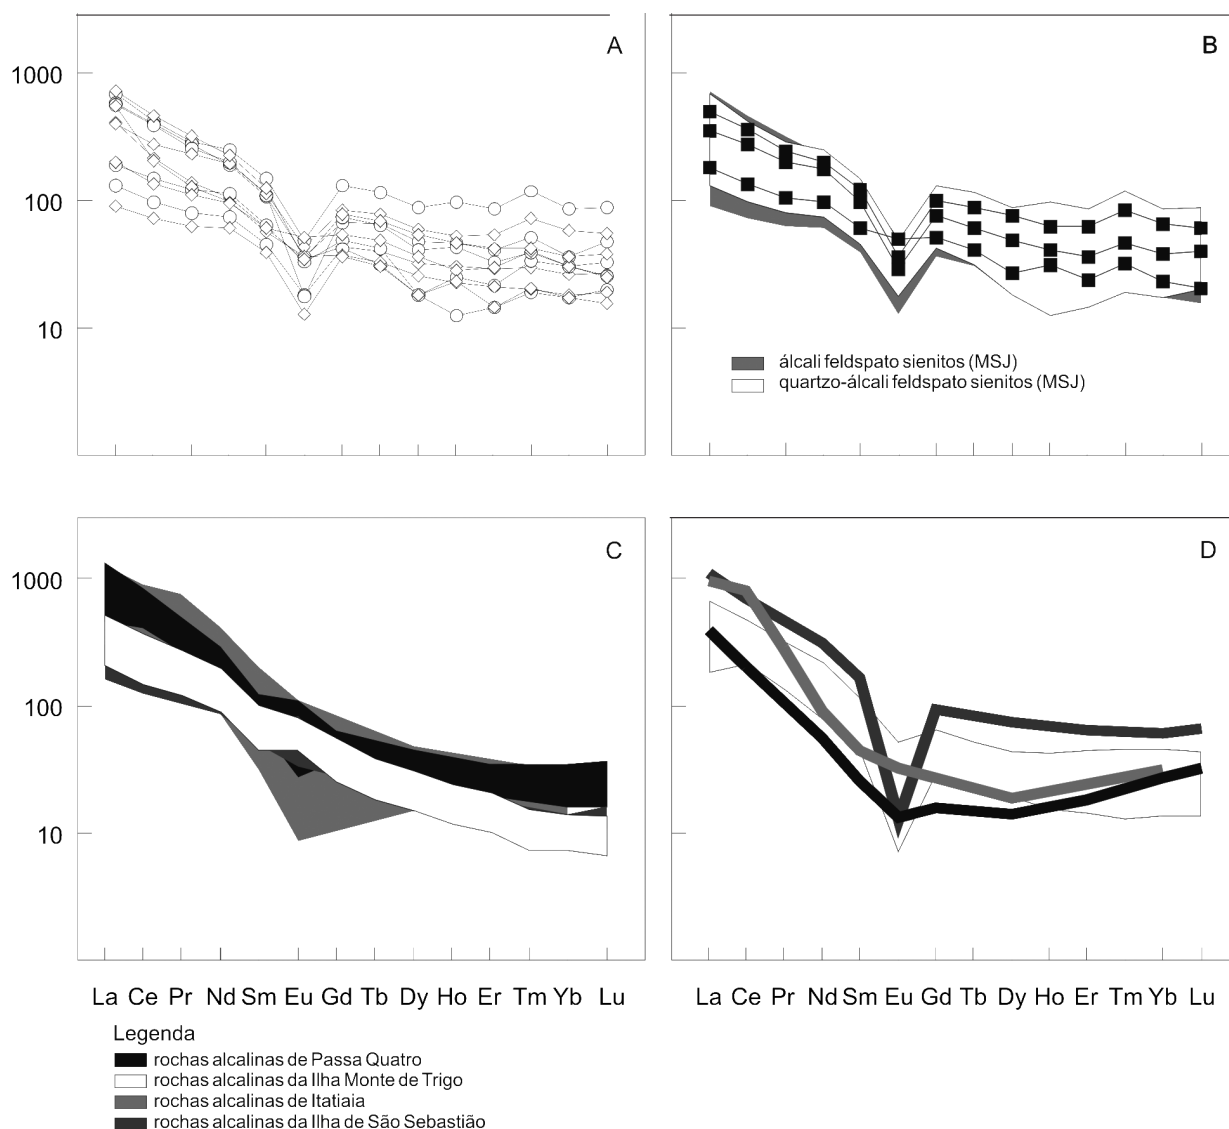 A
B
1000
100
10
álcali feldspato sienitos (MSJ)
quartzo-álcali feldspato sienitos (MSJ)
C
D
1000
100
10
La Ce Pr Nd Sm Eu Gd Tb Dy Ho Er Tm Yb Lu
La Ce Pr Nd Sm Eu Gd Tb Dy Ho Er Tm Yb Lu
Legenda
rochas alcalinas de Passa Quatro
rochas alcalinas da Ilha Monte de Trigo
rochas alcalinas de Itatiaia
rochas alcalinas da Ilha de São Sebastião